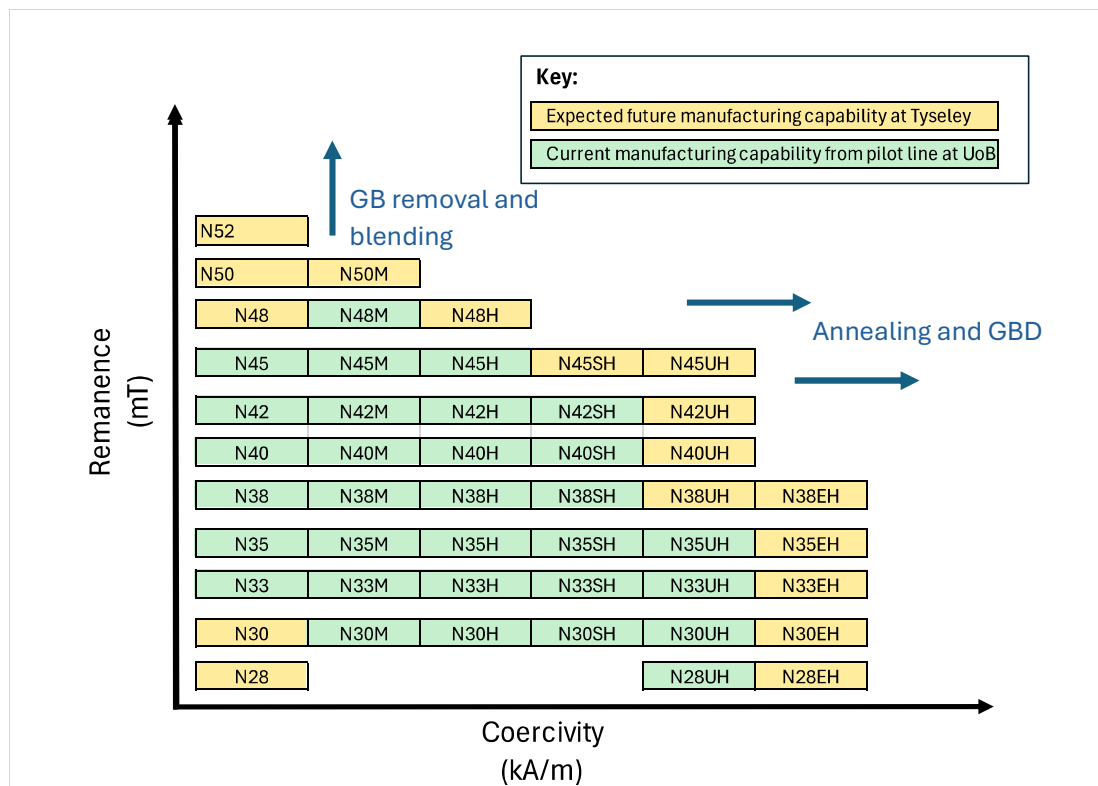 Key:
Expected future manufacturing capability at Tyseley
Current manufacturing capability from pilot line at UoB
GB removal and
blending
Annealing and GBD
Remanence
(mT)
N52
N50 N50M
N48 N48M N48H
N45 N45M N45H N45SH N45UH
N42 N42M N42H N42SH N42UH
N40 N40M N40H N40SH N40UH
N38 N38M N38H N38SH N38UH N38EH
N35 N35M N35H N35SH N35UH N35EH
N33 N33M N33H N33SH N33UH N33EH
N30 N30M N30H N30SH N30UH N30EH
N28 N28UH N28EH
Coercivity
(kA/m)